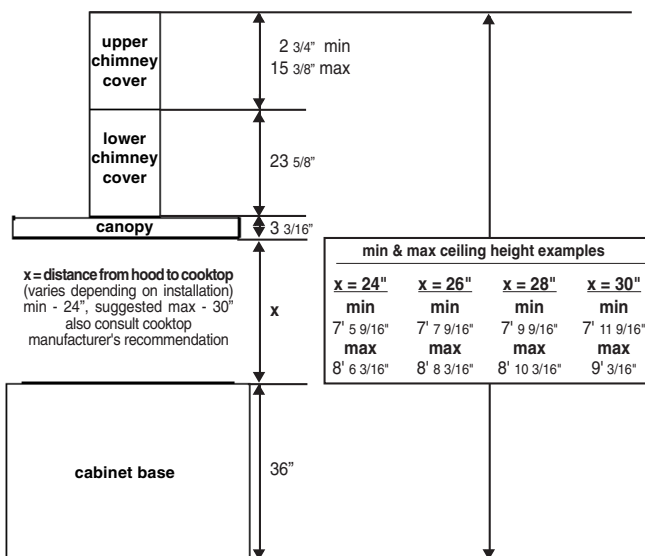 upper
chimney
cover
2 3/4" min
15 3/8" max
lower
chimney
cover
23 5/8"
canopy
3 3/16"
x = distance from hood to cooktop
(varies depending on installation)
min - 24", suggested max - 30"
also consult cooktop
manufacturer's recommendation
x
min & max ceiling height examples
x = 24" x = 26" x = 28" x = 30"
min min min min
7' 5 9/16" 7' 7 9/16" 7' 9 9/16" 7' 11 9/16"
max max max max
8' 6 3/16" 8' 8 3/16" 8' 10 3/16" 9' 3/16"
cabinet base
36”